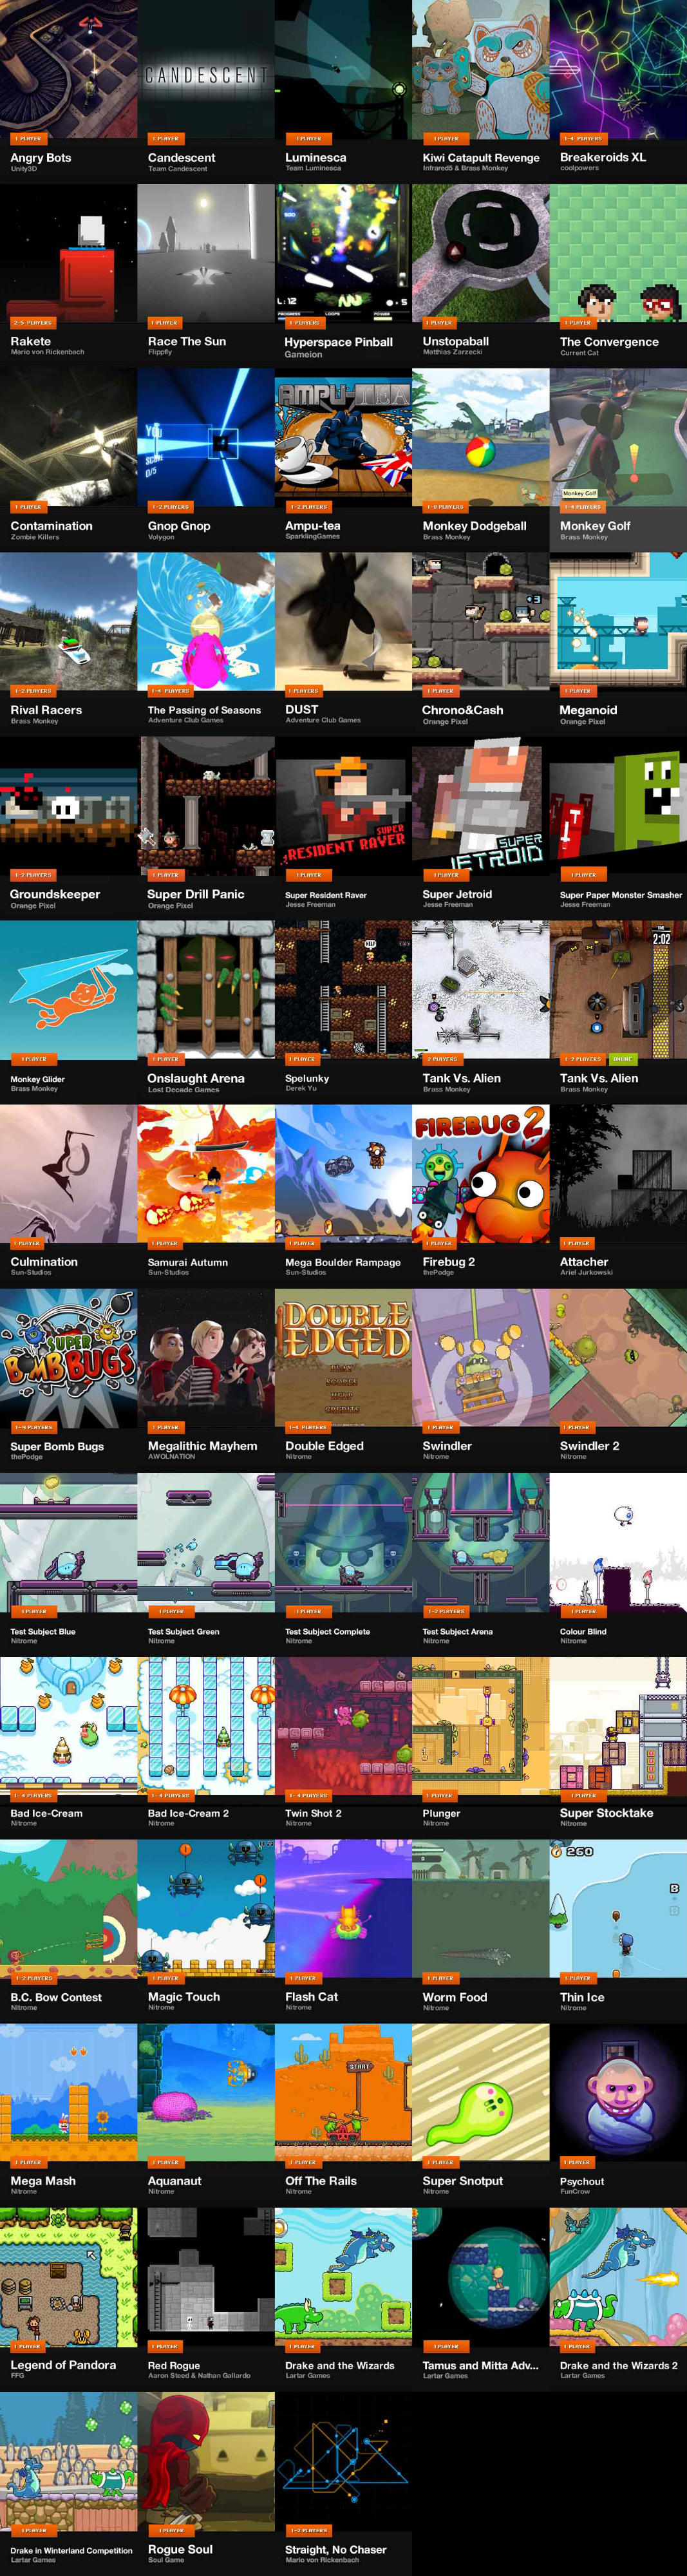 CANDESCENT
1 PLAYER
Angry Bots
Unity3D
1 PLAYER
Candescent
Team Candescent
1 PLAYER
Luminesca
Team Luminesca
1 PLAYER
Kiwi Catapult Revenge
Infrared5 & Brass Monkey
1-4 PLAYERS
Breakeroids XL
coolpowers
L: 12
2-5 PLAYERS
Rakete
Mario von Rickenbach
1 PLAYER
Race The Sun
Flippfly
1 PLAYERS
Hyperspace Pinball
Gameion
1 PLAYER
Unstopaball
Matthias Zarzecki
1 PLAYER
The Convergence
Current Cat
YOU
SCORE
0/5
AMPU-TEA
Monkey Golf
1 PLAYER
Contamination
Zombie Killers
1-2 PLAYERS
Gnop Gnop
Volygon
1-2 PLAYERS
Ampu-tea
SparklingGames
Monkey Dodgeball
Brass Monkey
1-4 PLAYERS
Monkey Golf
Brass Monkey
1-2 PLAYERS
Rival Racers
Brass Monkey
1-4 PLAYERS
The Passing of Seasons
Adventure Club Games
1 PLAYERS
DUST
Adventure Club Games
1 PLAYER
Chrono&Cash
Orange Pixel
1 PLAYER
Meganoid
Orange Pixel
SUPER
RESIDENT RAVER
SUPER
JETROID
1-2 PLAYERS
Groundskeeper
Orange Pixel
1 PLAYER
Super Drill Panic
Orange Pixel
1 PLAYER
Super Resident Raver
Jesse Freeman
1 PLAYER
Super Jetroid
Jesse Freeman
1 PLAYER
Super Paper Monster Smasher
Jesse Freeman
HELP
TIME
2:02
1 PLAYER
Monkey Glider
Brass Monkey
1 PLAYER
Onslaught Arena
Lost Decade Games
1 PLAYER
Spelunky
Derek Yu
2 PLAYERS
Tank Vs. Alien
Brass Monkey
1-2 PLAYERS
ONLINE
Tank Vs. Alien
Brass Monkey
FIREBUG 2
1 PLAYER
Culmination
Sun-Studios
1 PLAYER
Samurai Autumn
Sun-Studios
1 PLAYER
Mega Boulder Rampage
Sun-Studios
1 PLAYER
Firebug 2
thePodge
1 PLAYER
Attacher
Ariel Jurkowski
SUPER
BOMB BUGS
DOUBLE
EDGED
PLAY
SCORES
HELP
CREDITS
1-4 PLAYERS
Super Bomb Bugs
thePodge
1 PLAYER
Megalithic Mayhem
AWOLNATION
1-4 PLAYERS
Double Edged
Nitrome
1 PLAYER
Swindler
Nitrome
1 PLAYER
Swindler 2
Nitrome
1 PLAYER
Test Subject Blue
Nitrome
1 PLAYER
Test Subject Green
Nitrome
1 PLAYER
Test Subject Complete
Nitrome
1-2 PLAYERS
Test Subject Arena
Nitrome
1 PLAYER
Colour Blind
Nitrome
1-4 PLAYERS
Bad Ice-Cream
Nitrome
1-4 PLAYERS
Bad Ice-Cream 2
Nitrome
1-4 PLAYERS
Twin Shot 2
Nitrome
1 PLAYER
Plunger
Nitrome
1 PLAYER
Super Stocktake
Nitrome
260
B
1-2 PLAYERS
B.C. Bow Contest
Nitrome
1 PLAYER
Magic Touch
Nitrome
1 PLAYER
Flash Cat
Nitrome
1 PLAYER
Worm Food
Nitrome
1 PLAYER
Thin Ice
Nitrome
START
1 PLAYER
Mega Mash
Nitrome
1 PLAYER
Aquanaut
Nitrome
1 PLAYER
Off The Rails
Nitrome
1 PLAYER
Super Snotput
Nitrome
1 PLAYER
Psychout
FunCrow
1 PLAYER
Legend of Pandora
FFG
1 PLAYER
Red Rogue
Aaron Steed & Nathan Gallardo
1 PLAYER
Drake and the Wizards
Lartar Games
1 PLAYER
Tamus and Mitta Adv...
Lartar Games
1 PLAYER
Drake and the Wizards 2
Lartar Games
1 PLAYER
Drake in Winterland Competition
Lartar Games
1 PLAYER
Rogue Soul
Soul Game
1-2 PLAYERS
Straight, No Chaser
Mario von Rickenbach